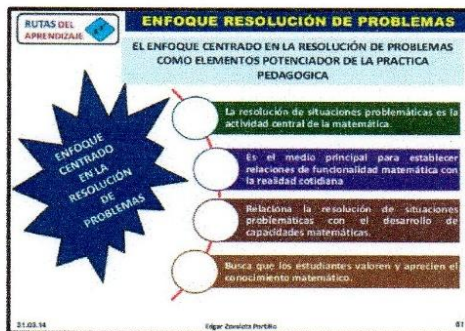 RUTAS DEL
APRENDIZAJE
ENFOQUE RESOLUCIÓN DE PROBLEMAS
EL ENFOQUE CENTRADO EN LA RESOLUCIÓN DE PROBLEMAS
COMO ELEMENTOS POTENCIADOR DE LA PRACTICA
PEDAGOGICA
ENFOQUE
CENTRADO
EN LA
RESOLUCIÓN
DE
PROBLEMAS
La resolución de situaciones problemáticas es la
actividad central de la matemática.
Es el medio principal para establecer
relaciones de funcionalidad matemática con
la realidad cotidiana
Relaciona la resolución de situaciones
problemáticas con el desarrollo de
capacidades matemáticas.
Busca que los estudiantes valoren y aprecien el
conocimiento matemático.
31.03.14
Edgar Zavaleta Portillo